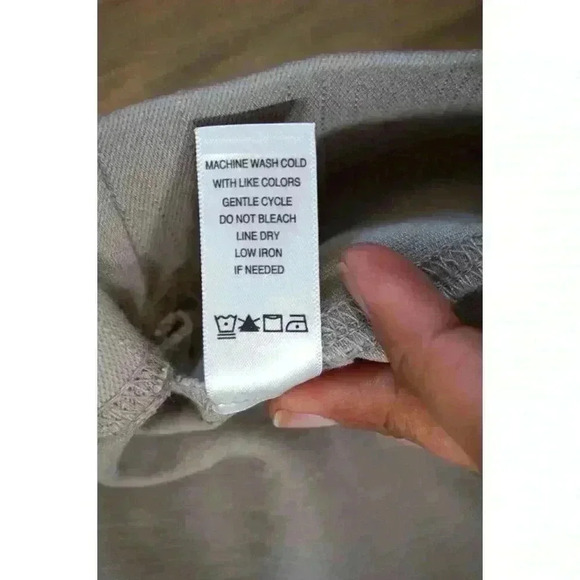 MACHINE WASH COLD
WITH LIKE COLORS
GENTLE CYCLE
DO NOT BLEACH
LINE DRY
LOW IRON
IF NEEDED